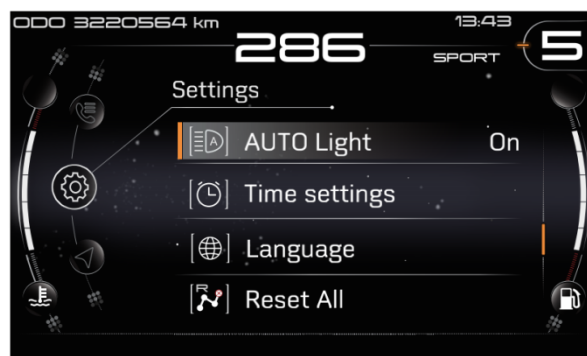 ODO 3220564 km
13:43
286
SPORT
5
Settings
[A] AUTO Light On
Time settings
Language
R Reset All